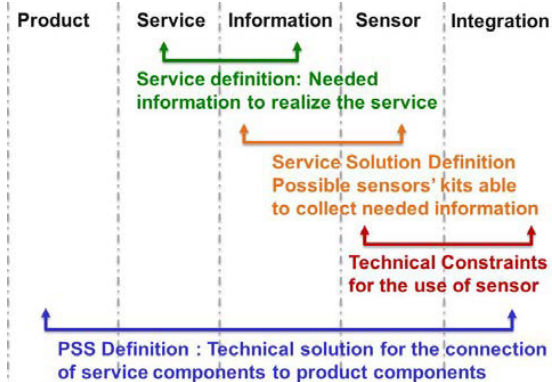 Product Service Information Sensor Integration
Service definition: Needed
information to realize the service
Service Solution Definition
Possible sensors' kits able
to collect needed information
Technical Constraints
for the use of sensor
PSS Definition : Technical solution for the connection
of service components to product components